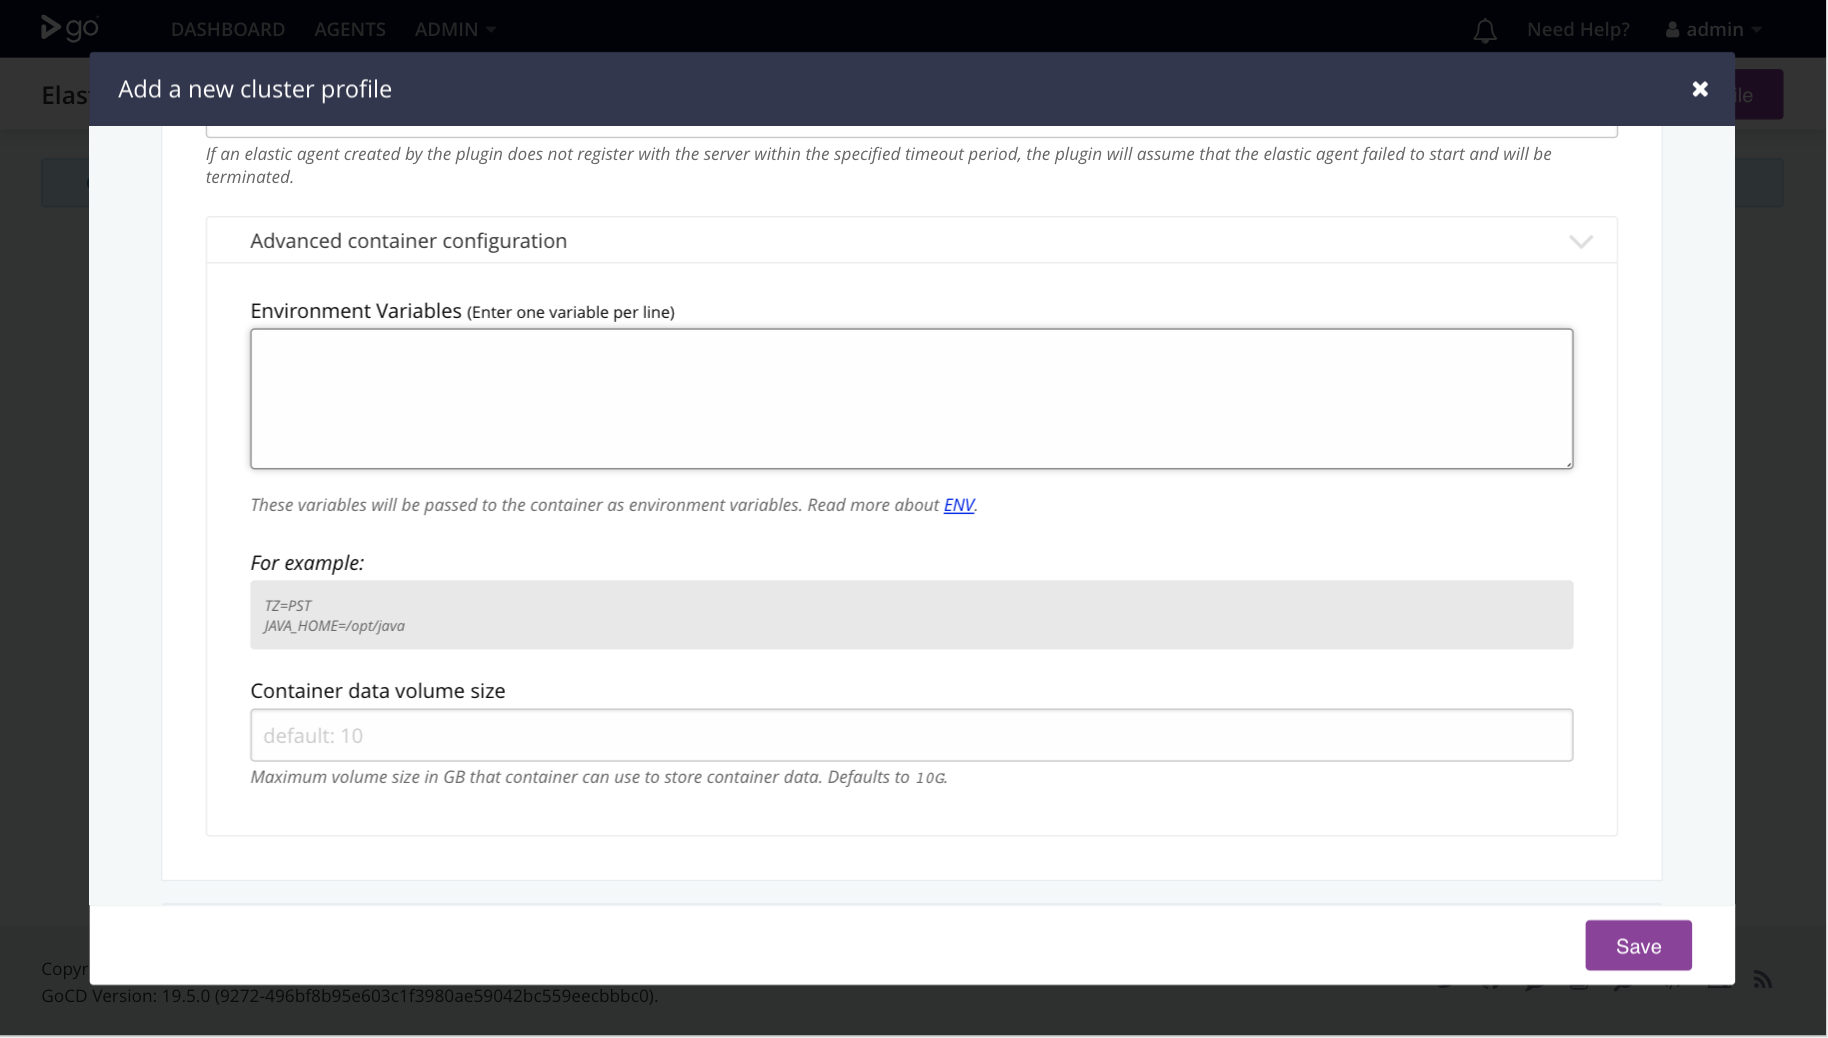 go
DASHBOARD AGENTS ADMIN Need Help? admin
Add a new cluster profile
If an elastic agent created by the plugin does not register with the server within the specified timeout period, the plugin will assume that the elastic agent failed to start and will be
terminated.
Advanced container configuration
Environment Variables (Enter one variable per line)
These variables will be passed to the container as environment variables. Read more about ENV.
For example:
TZ=PST
JAVA_HOME=/opt/java
Container data volume size
default: 10
Maximum volume size in GB that container can use to store container data. Defaults to 10G.
Save
GoCD Version: 19.5.0 (9272-496bf8b95e603c1f3980ae59042bc559eecbbbc0).